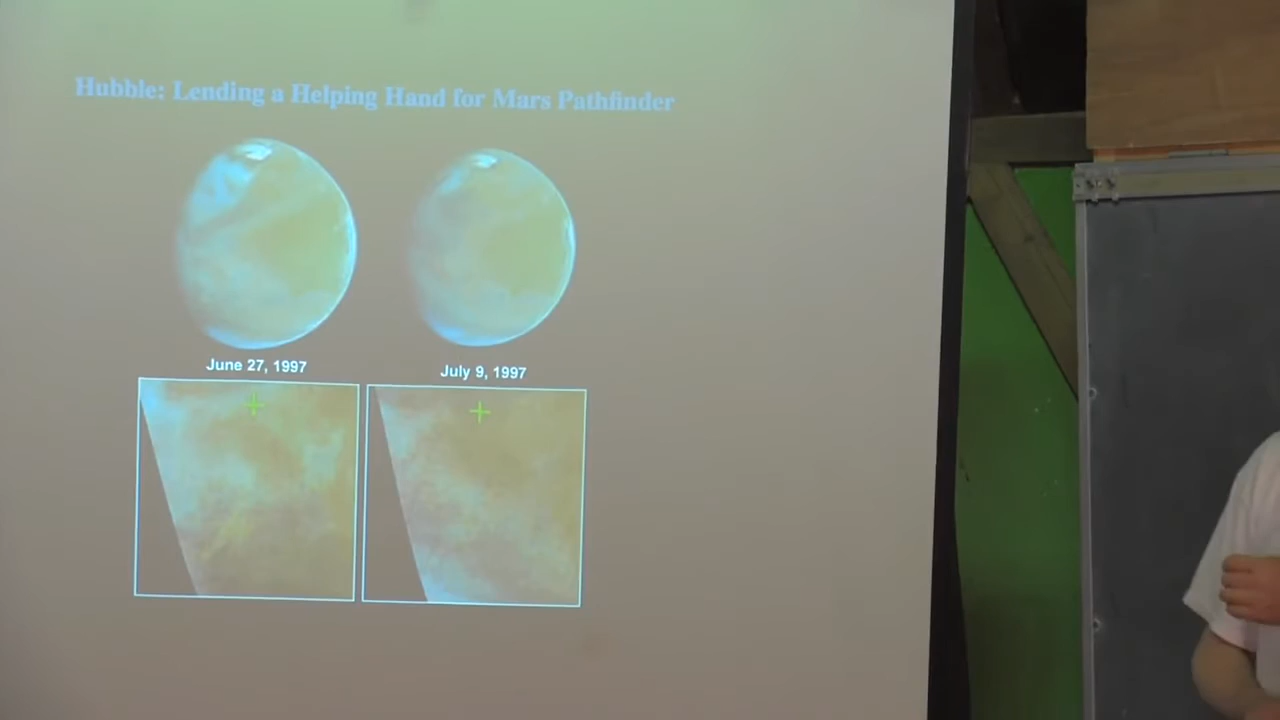 Hubble: Lending a Helping Hand for Mars Pathfinder
June 27, 1997
July 9, 1997